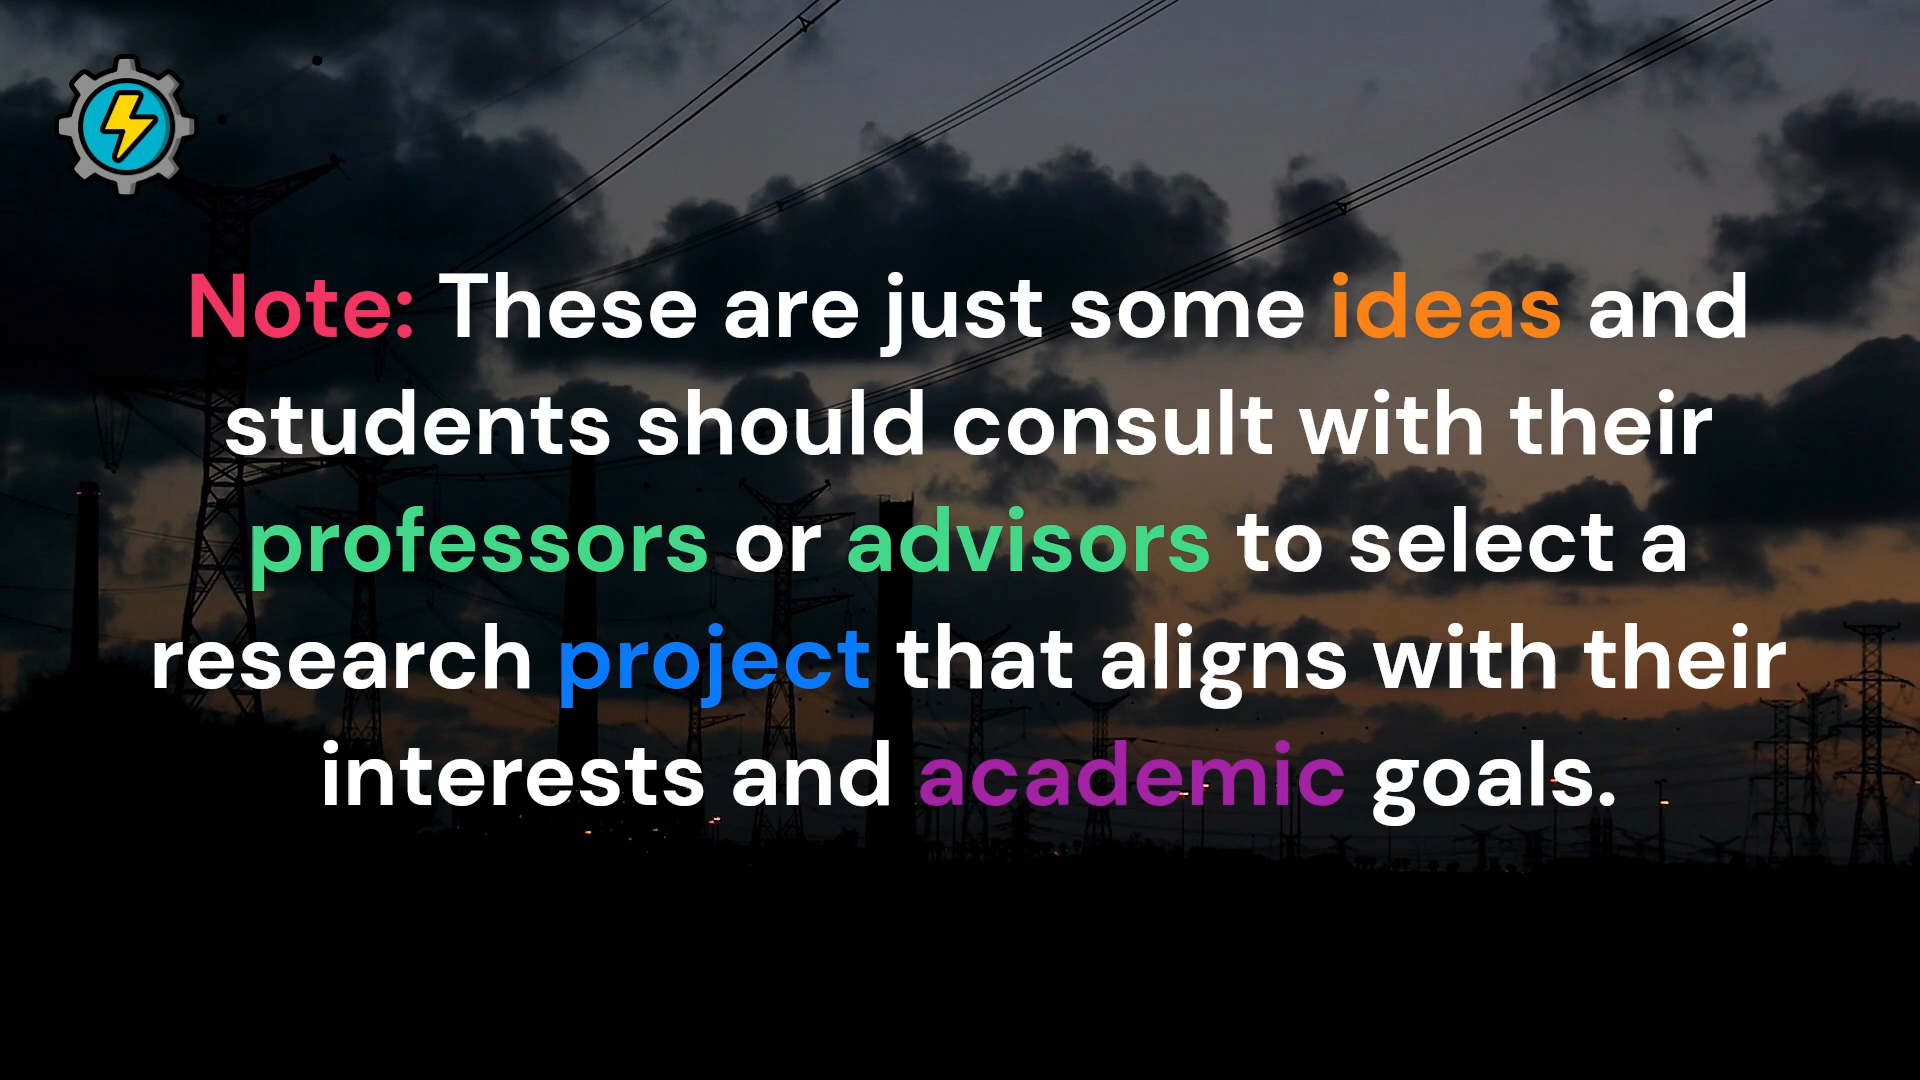 Note: These are just some ideas and
students should consult with their
professors or advisors to select a
research project that aligns with their
interests and academic goals.